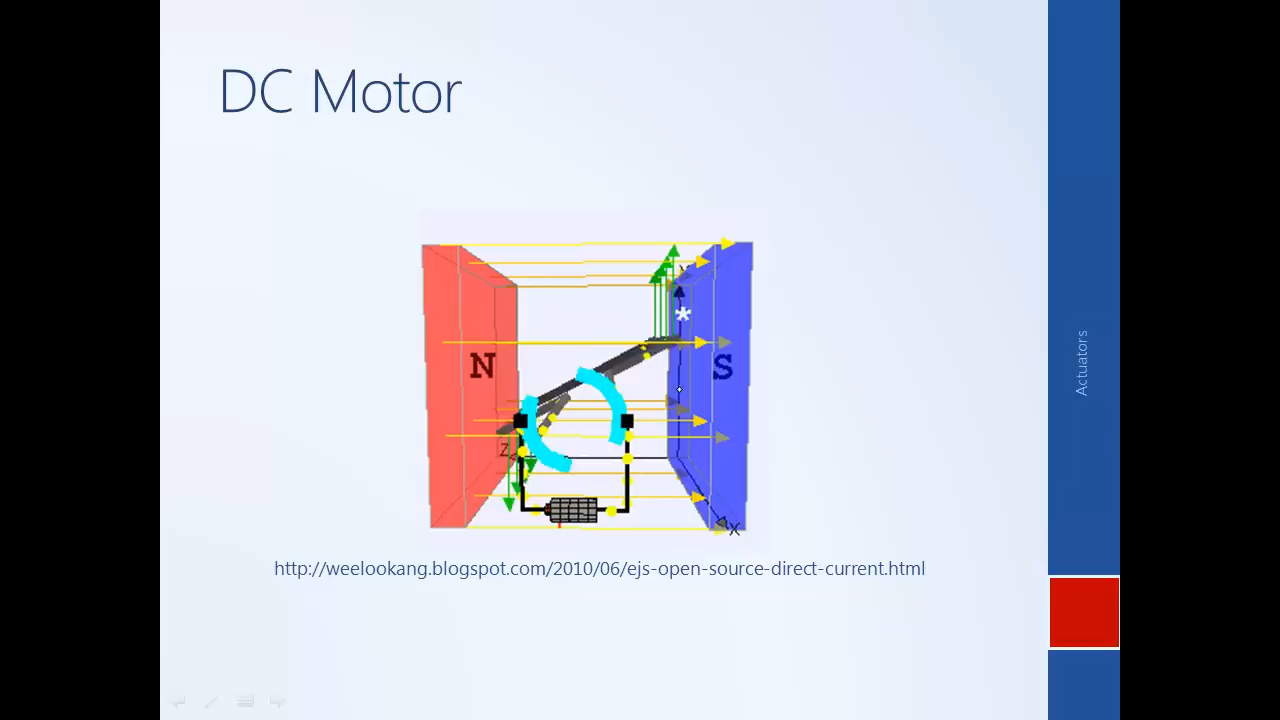 DC Motor
N
S
Z
Y
X
http://weelookang.blogspot.com/2010/06/ejs-open-source-direct-current.html
Actuators